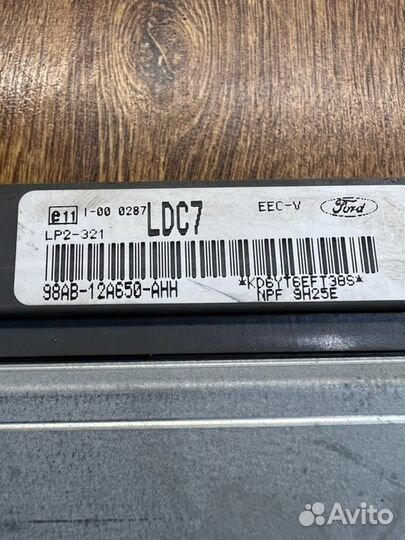 e11 I-00 0287 LDC7 EEC-V Ford
LP2-321
98AB-12A650-AHH *KD6YT6EFT38S*
NPF 9H25E
Avito